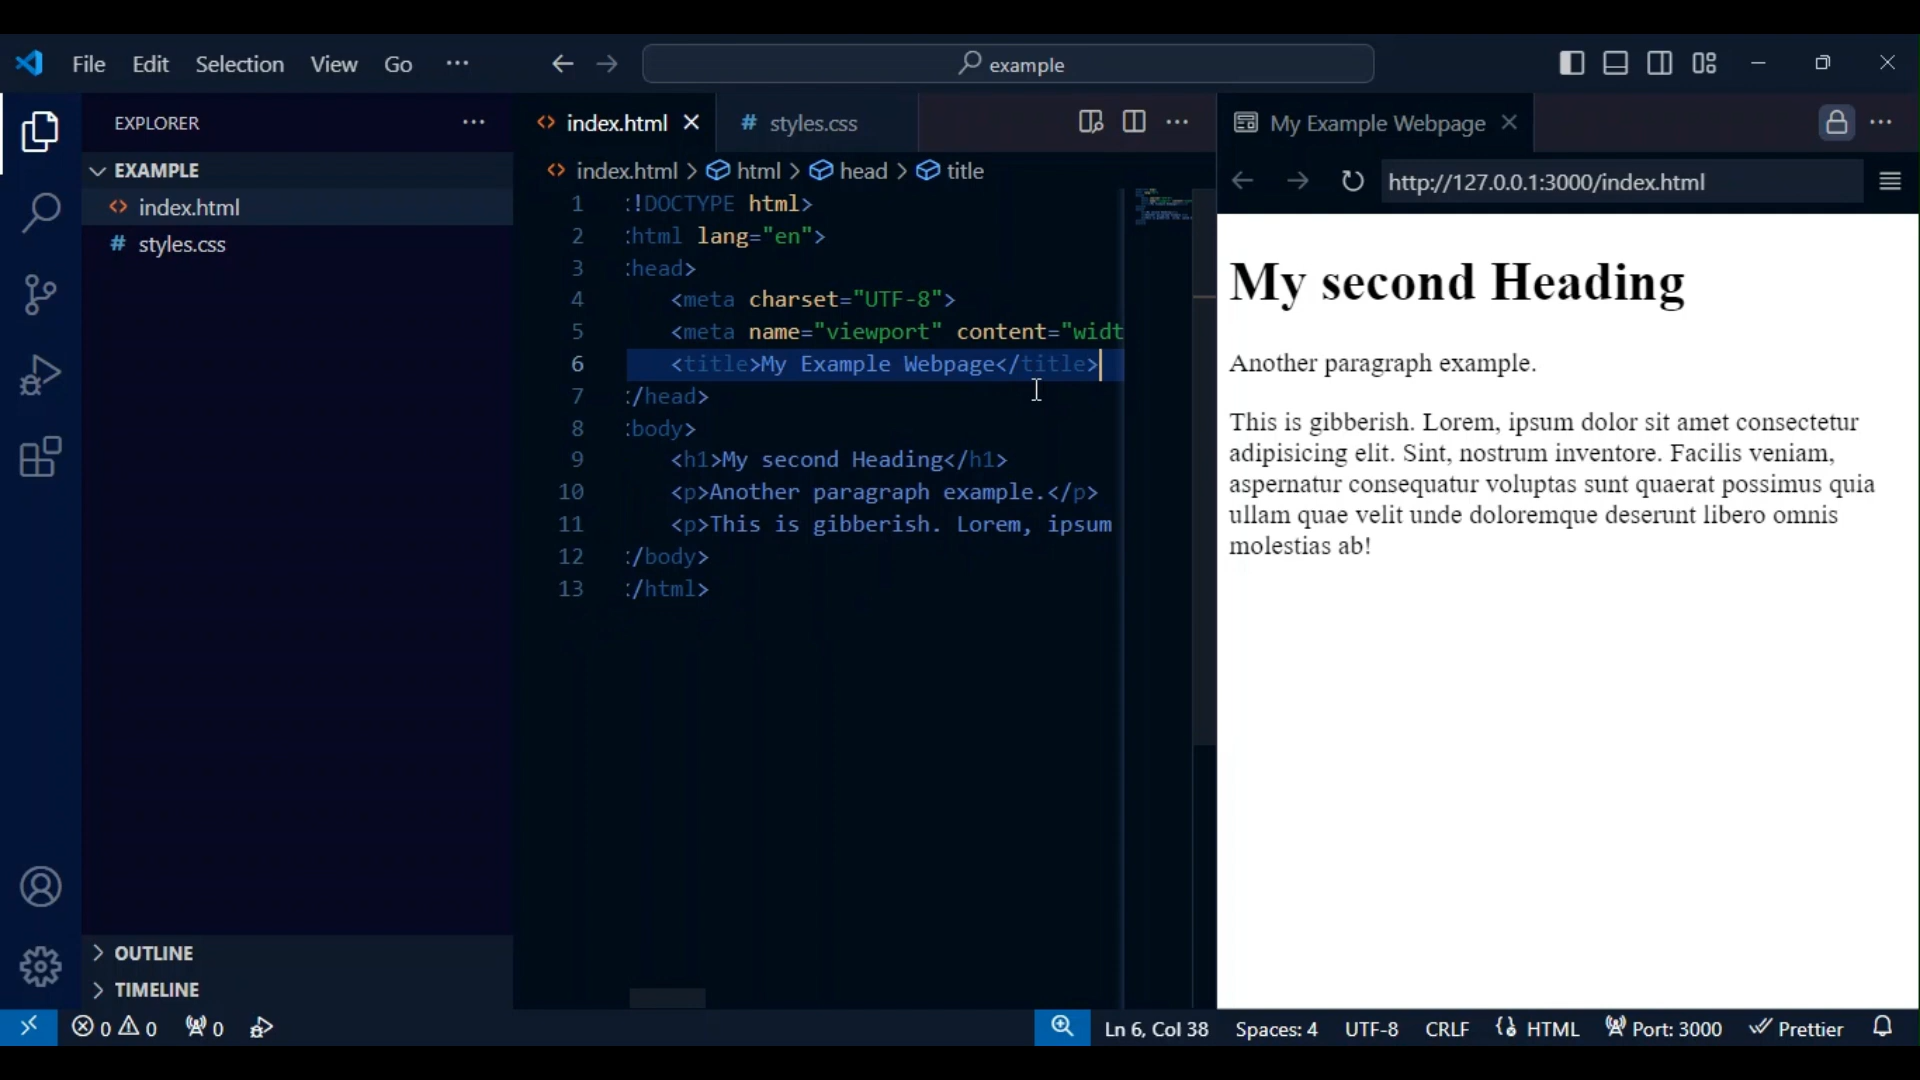 File Edit Selection View Go ···
example
EXPLORER ···
EXAMPLE
index.html
styles.css
OUTLINE
TIMELINE
index.html
# styles.css
index.html > html > head > title
1 :!DOCTYPE html>
2 :html lang="en">
3 :head>
4 <meta charset="UTF-8">
5 <meta name="viewport" content="widt
6 <title>My Example Webpage</title>
7 :/head>
8 :body>
9 <h1>My second Heading</h1>
10 <p>Another paragraph example.</p>
11 <p>This is gibberish. Lorem, ipsum
12 :/body>
13 :/html>
My Example Webpage
http://127.0.0.1:3000/index.html
My second Heading
Another paragraph example.
This is gibberish. Lorem, ipsum dolor sit amet consectetur
adipisicing elit. Sint, nostrum inventore. Facilis veniam,
aspernatur consequatur voluptas sunt quaerat possimus quia
ullam quae velit unde doloremque deserunt libero omnis
molestias ab!
0 0 0 Ln 6, Col 38 Spaces: 4 UTF-8 CRLF HTML Port: 3000 Prettier